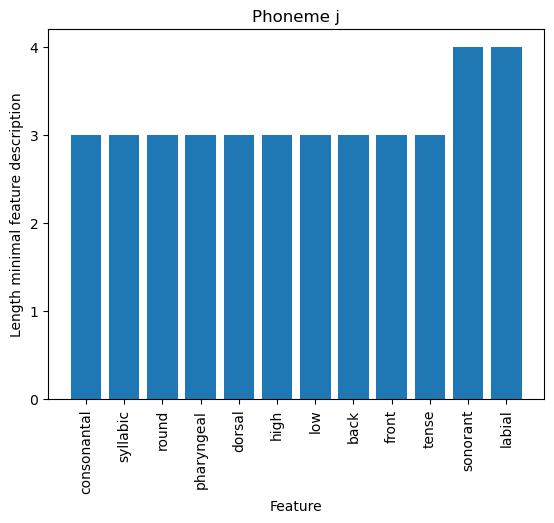 Phoneme j
Length minimal feature description
4
3
2
1
0
consonantal
syllabic
round
pharyngeal
dorsal
high
low
back
front
tense
sonorant
labial
Feature